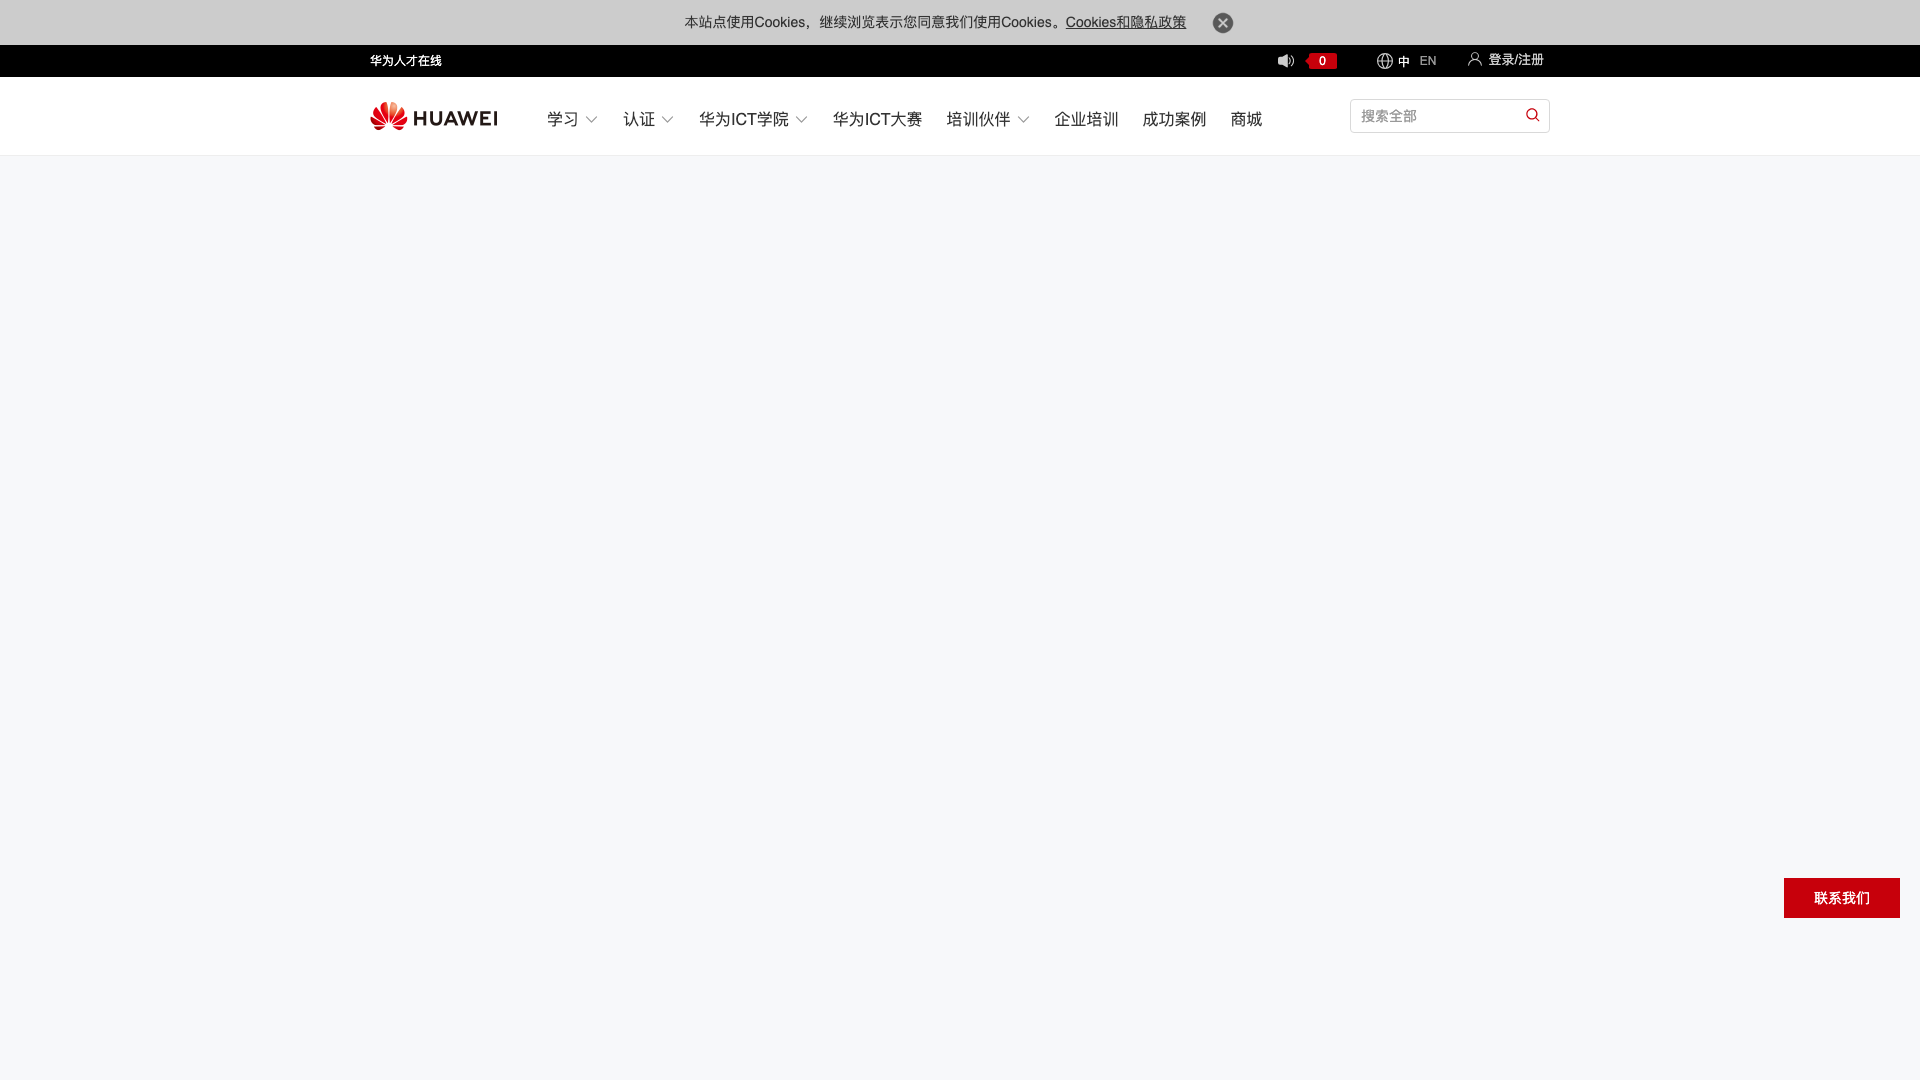 本站点使用Cookies，继续浏览表示您同意我们使用Cookies。Cookies和隐私政策
华为人才在线
0
中 EN
登录/注册
HUAWEI
学习
认证
华为ICT学院
华为ICT大赛
培训伙伴
企业培训
成功案例
商城
搜索全部
联系我们